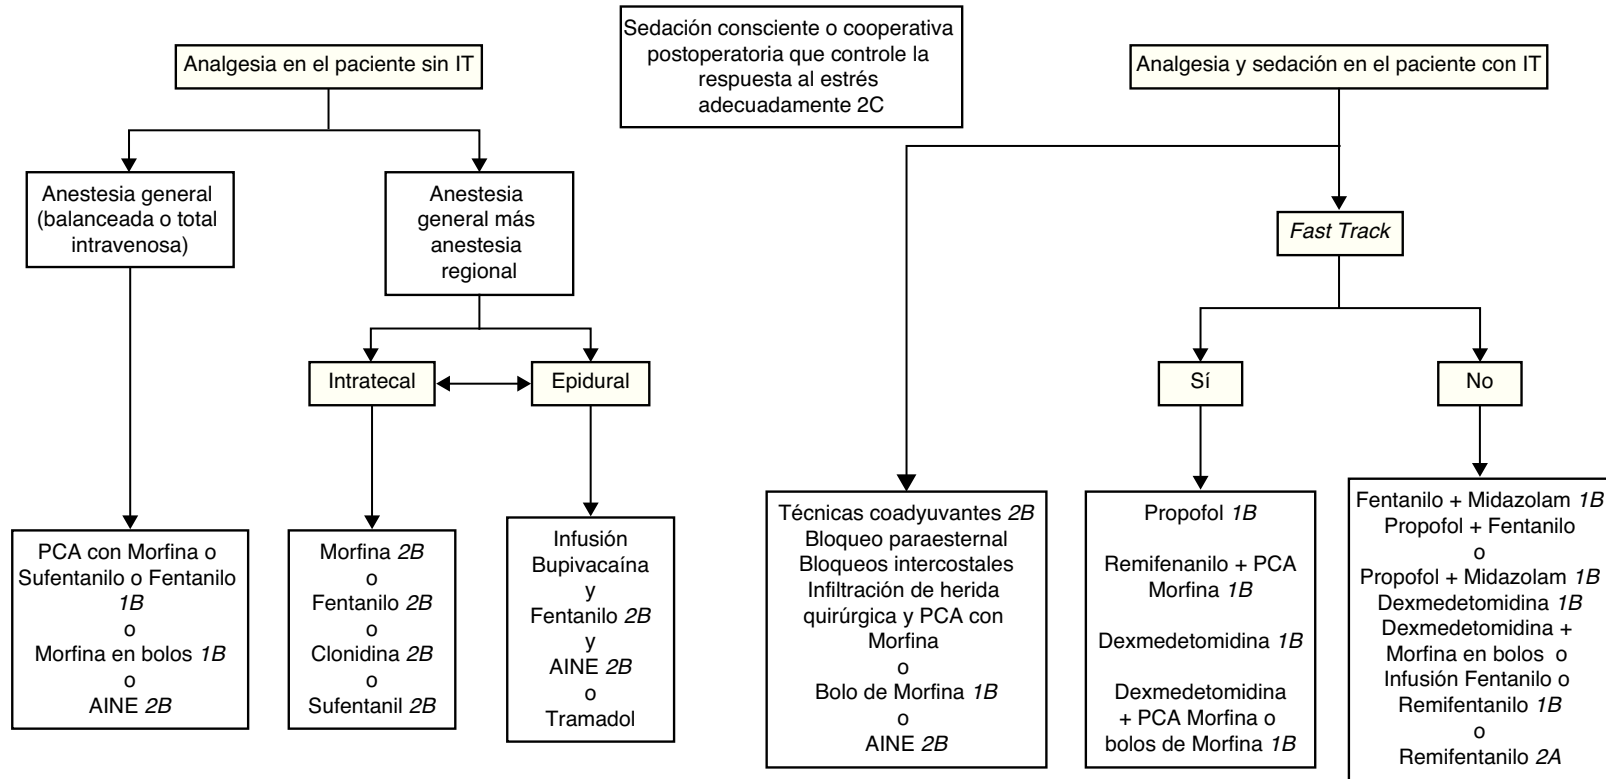 Sedación consciente o cooperativa
postoperatoria que controle la
respuesta al estrés
adecuadamente 2C
Analgesia en el paciente sin IT
Anestesia general
(balanceada o total
intravenosa)
Anestesia
general más
anestesia
regional
Intratecal
Epidural
PCA con Morfina o
Sufentanilo o Fentanilo
1B
o
Morfina en bolos 1B
o
AINE 2B
Morfina 2B
o
Fentanilo 2B
o
Clonidina 2B
o
Sufentanil 2B
Infusión
Bupivacaína
y
Fentanilo 2B
y
AINE 2B
o
Tramadol
Analgesia y sedación en el paciente con IT
Fast Track
Sí
No
Técnicas coadyuvantes 2B
Bloqueo paraesternal
Bloqueos intercostales
Infiltración de herida
quirúrgica y PCA con
Morfina
o
Bolo de Morfina 1B
o
AINE 2B
Propofol 1B
Remifenanilo + PCA
Morfina 1B
Dexmedetomidina 1B
Dexmedetomidina
+ PCA Morfina o
bolos de Morfina 1B
Fentanilo + Midazolam 1B
Propofol + Fentanilo
o
Propofol + Midazolam 1B
Dexmedetomidina 1B
Dexmedetomidina +
Morfina en bolos o
Infusión Fentanilo o
Remifentanilo 1B
o
Remifentanilo 2A